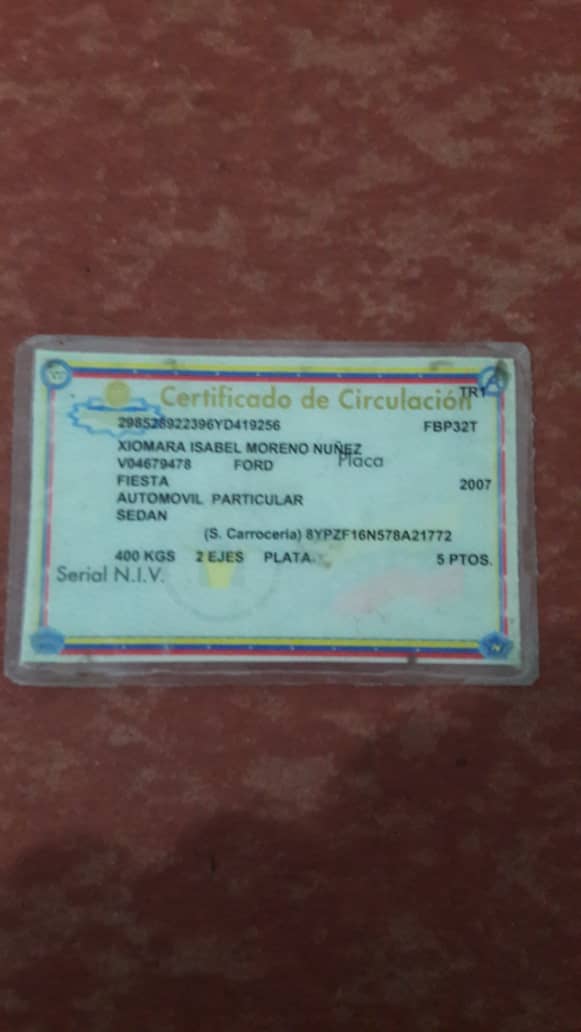 Certificado de Circulación TR1
298528922396YD419256 FBP32T
XIOMARA ISABEL MORENO NUÑEZ
Placa
V04679478 FORD
FIESTA 2007
AUTOMOVIL PARTICULAR
SEDAN
(S. Carrocería) 8YPZF16N578A21772
400 KGS 2 EJES PLATA 5 PTOS.
Serial N.I.V.